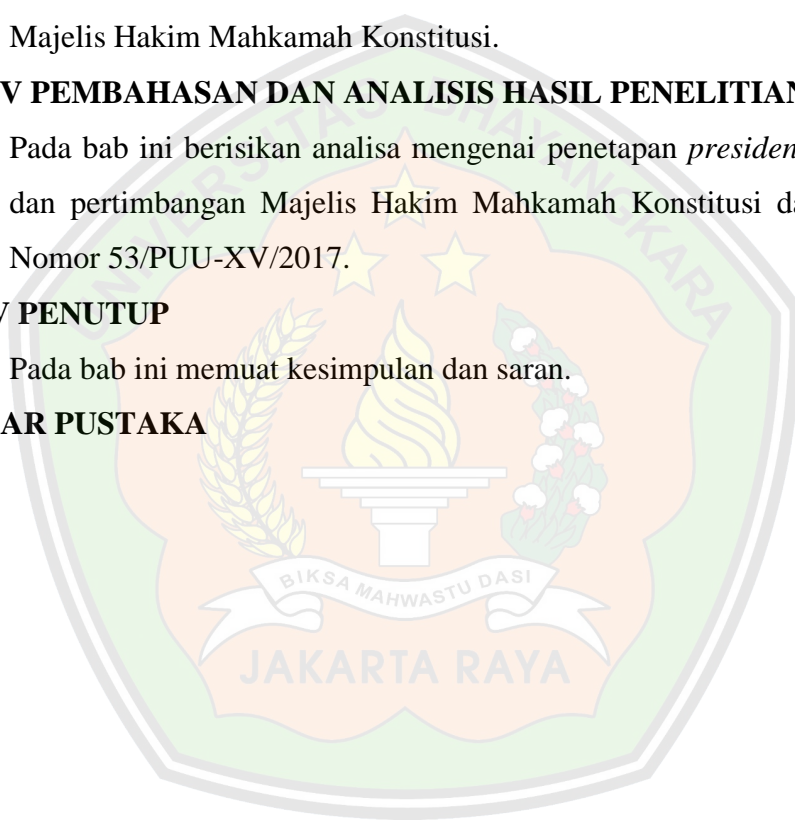 Majelis Hakim Mahkamah Konstitusi.
V PEMBAHASAN DAN ANALISIS HASIL PENELITIAN
Pada bab ini berisikan analisa mengenai penetapan presiden
dan pertimbangan Majelis Hakim Mahkamah Konstitusi da
Nomor 53/PUU-XV/2017.
V PENUTUP
Pada bab ini memuat kesimpulan dan saran.
AR PUSTAKA
UNIVERSITAS BHAYANGKARA
BIKSA MAHWASTU DASI
JAKARTA RAYA